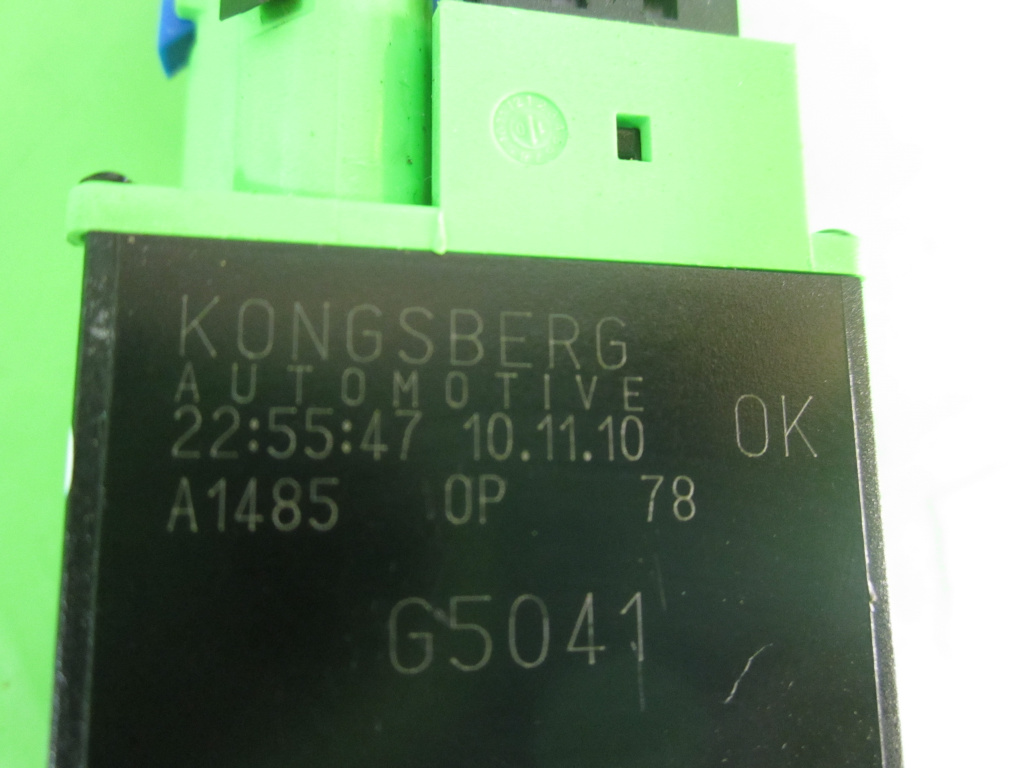 KONGSBERG
AUTOMOTIVE
22:55:47 10.11.10 OK
A1485 OP 78
G5041